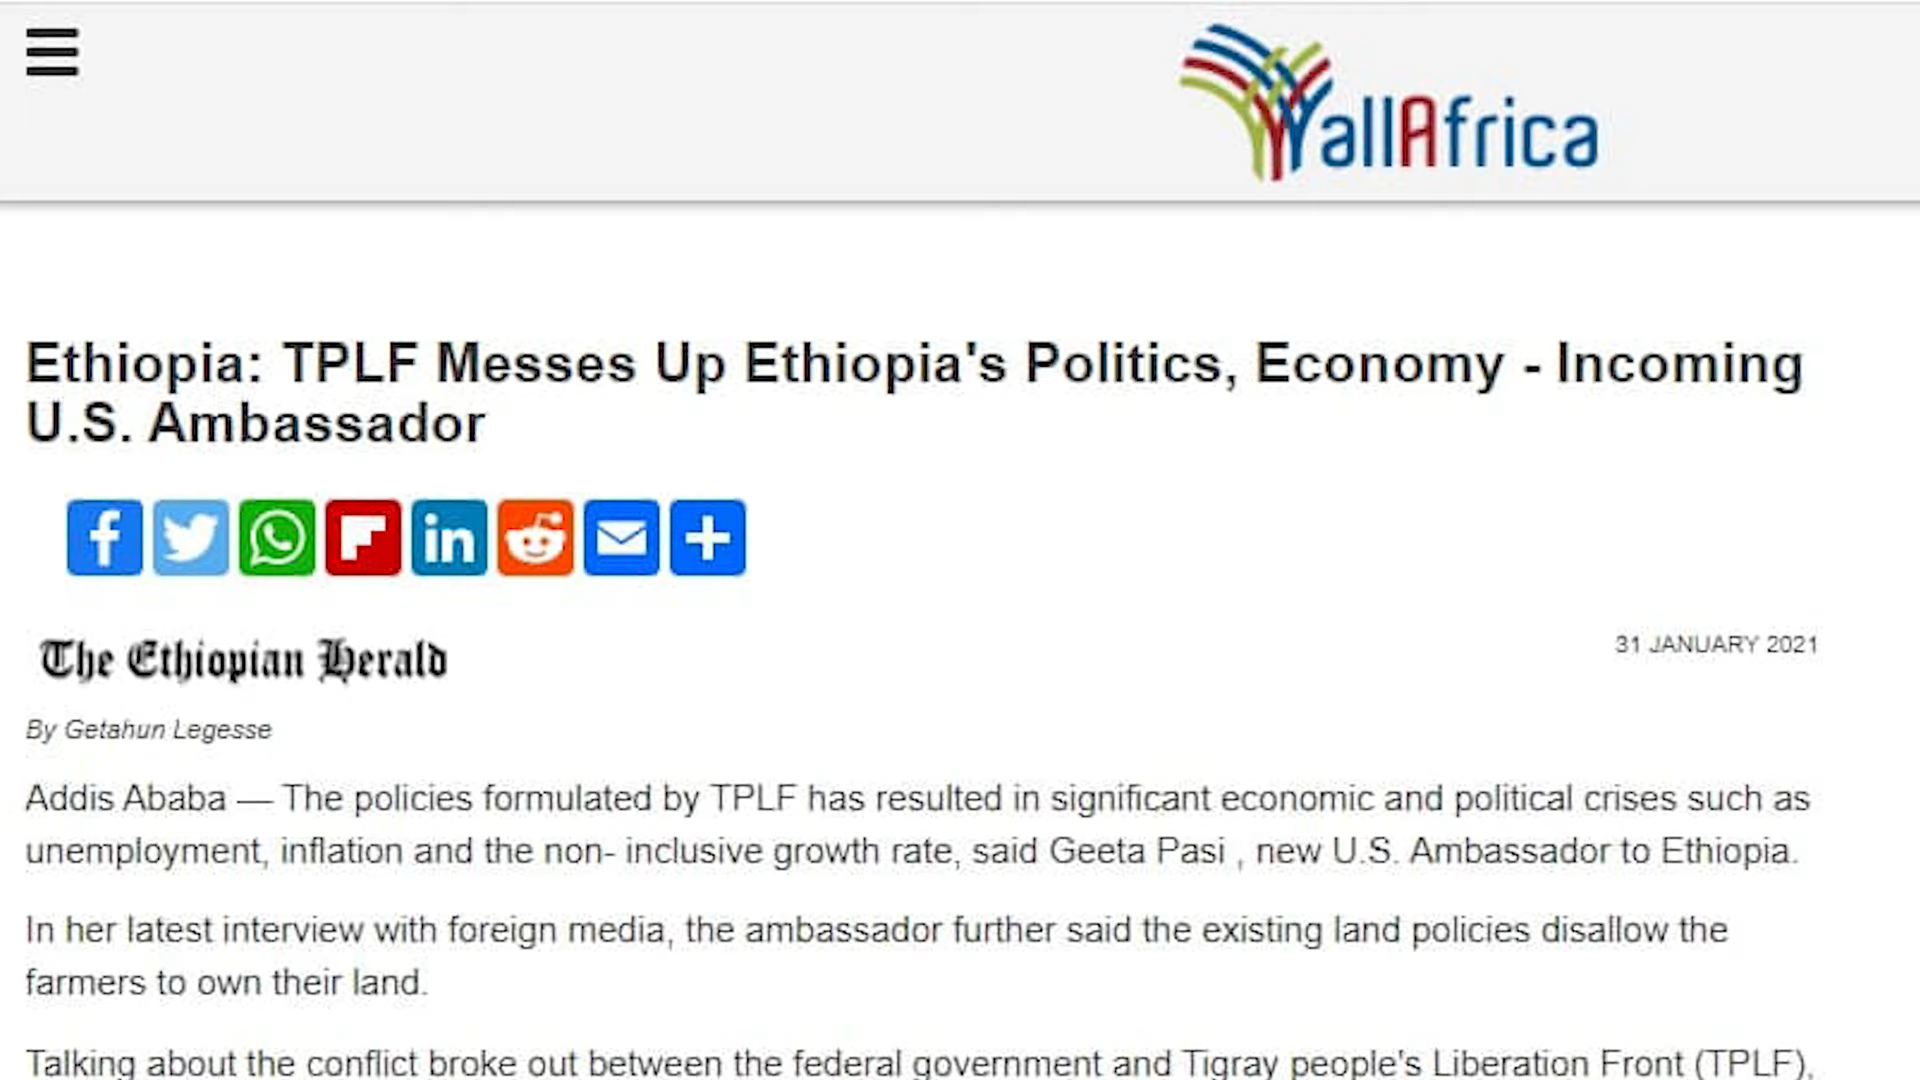 allAfrica
Ethiopia: TPLF Messes Up Ethiopia's Politics, Economy - Incoming
U.S. Ambassador
The Ethiopian Herald
31 JANUARY 2021
By Getahun Legesse
Addis Ababa — The policies formulated by TPLF has resulted in significant economic and political crises such as
unemployment, inflation and the non- inclusive growth rate, said Geeta Pasi , new U.S. Ambassador to Ethiopia.
In her latest interview with foreign media, the ambassador further said the existing land policies disallow the
farmers to own their land.
Talking about the conflict broke out between the federal government and Tigray people's Liberation Front (TPLF),